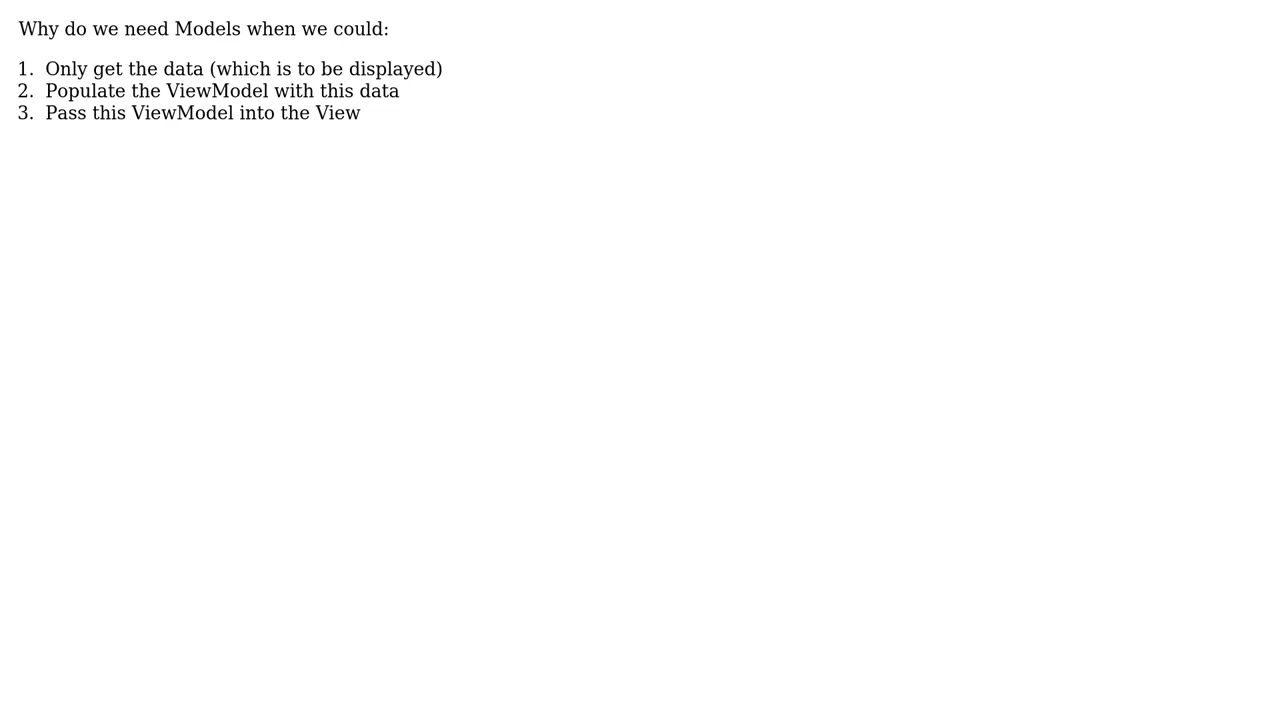 Why do we need Models when we could:
1. Only get the data (which is to be displayed)
2. Populate the ViewModel with this data
3. Pass this ViewModel into the View